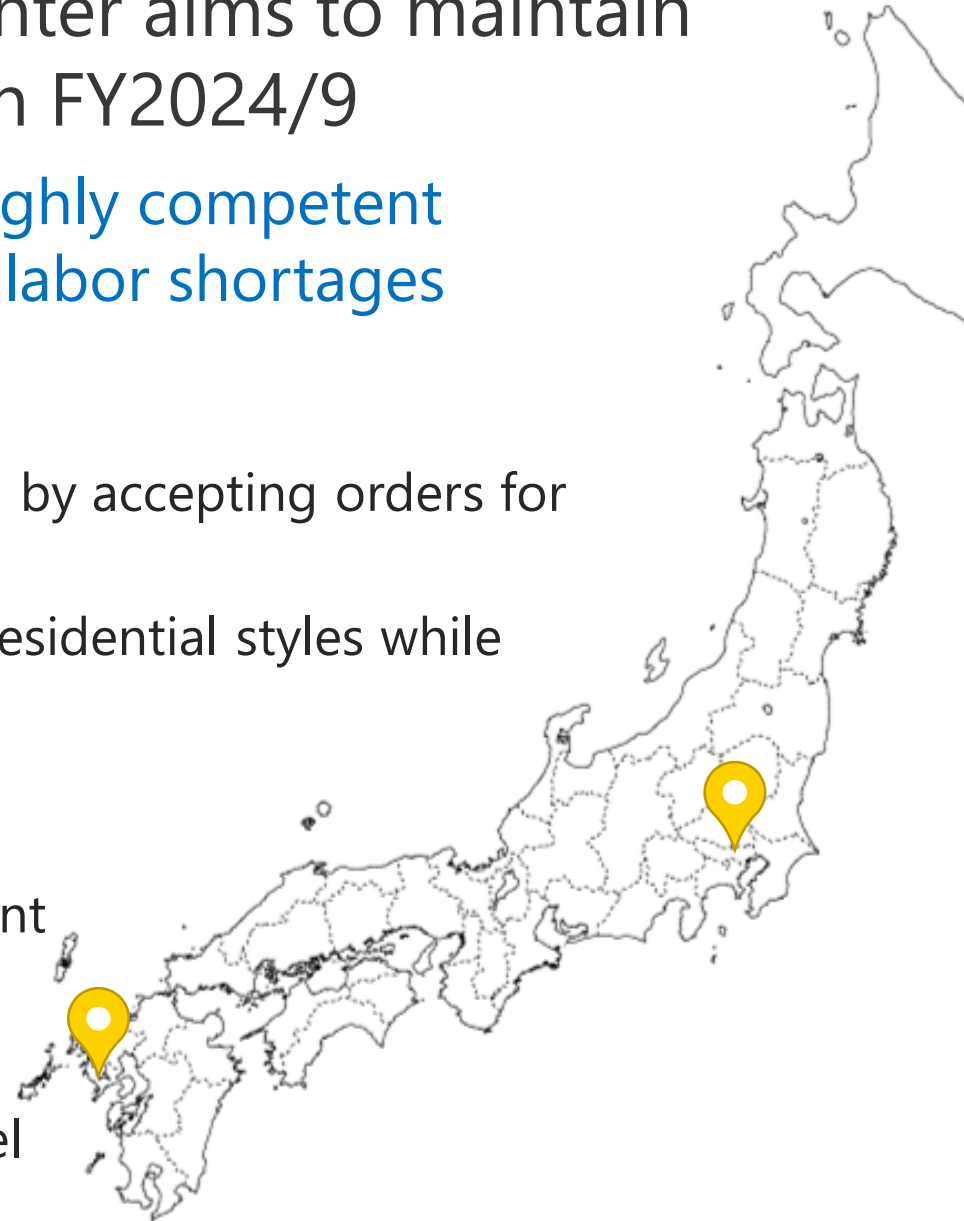 nter aims to maintain
n FY2024/9
ghly competent
labor shortages
by accepting orders for
esidential styles while
nt
el